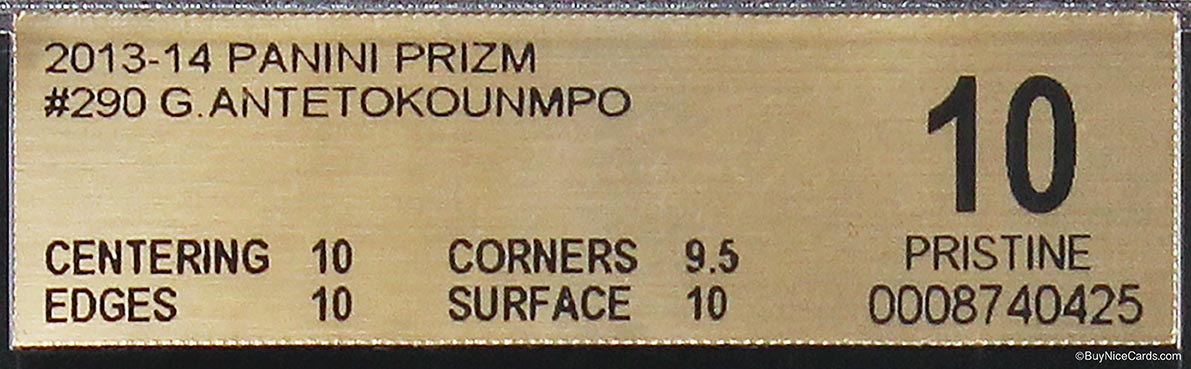 2013-14 PANINI PRIZM
#290 G.ANTETOKOUNMPO
10
PRISTINE
0008740425
CENTERING 10 CORNERS 9.5
EDGES 10 SURFACE 10
©BuyNiceCards.com